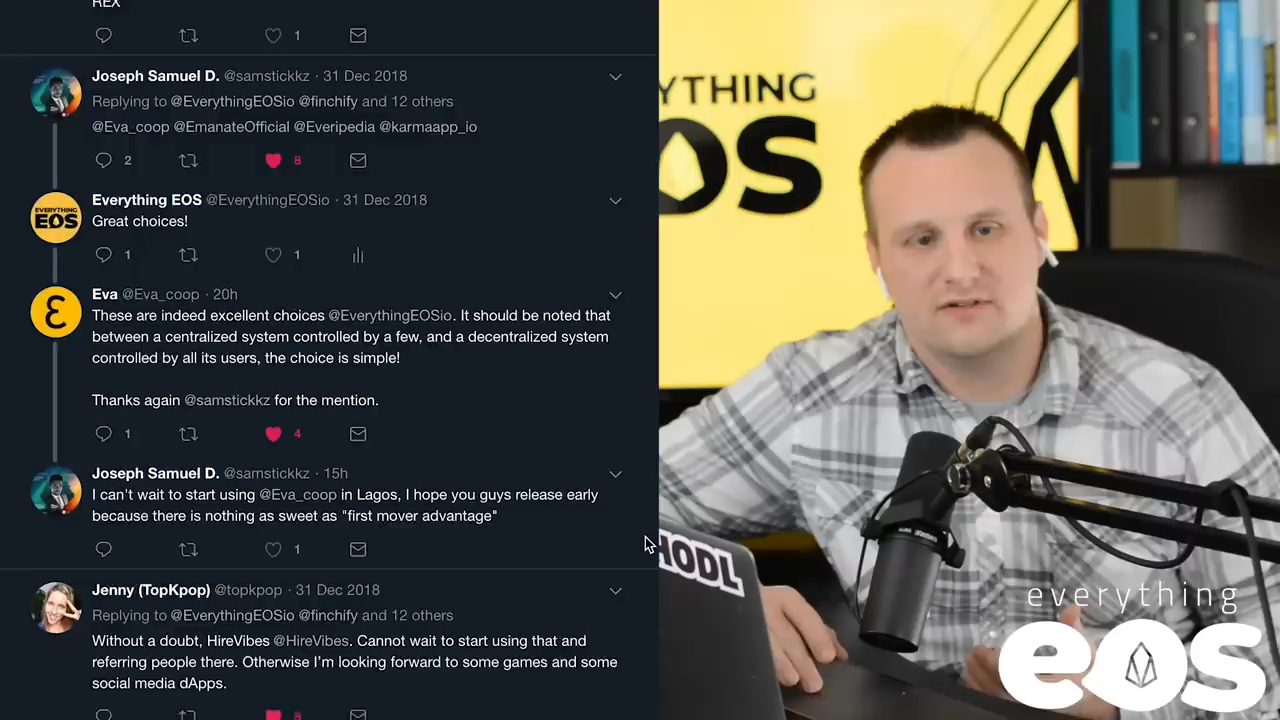 REX
1
Joseph Samuel D. @samstickkz · 31 Dec 2018
Replying to @EverythingEOSio @finchify and 12 others
@Eva_coop @EmanateOfficial @Everipedia @karmaapp_io
2 8
EVERYTHING
EOS
Everything EOS @EverythingEOSio · 31 Dec 2018
Great choices!
1 1
Eva @Eva_coop · 20h
These are indeed excellent choices @EverythingEOSio. It should be noted that
between a centralized system controlled by a few, and a decentralized system
controlled by all its users, the choice is simple!
Thanks again @samstickkz for the mention.
1 4
Joseph Samuel D. @samstickkz · 15h
I can't wait to start using @Eva_coop in Lagos, I hope you guys release early
because there is nothing as sweet as "first mover advantage"
1
Jenny (TopKpop) @topkpop · 31 Dec 2018
Replying to @EverythingEOSio @finchify and 12 others
Without a doubt, HireVibes @HireVibes. Cannot wait to start using that and
referring people there. Otherwise I'm looking forward to some games and some
social media dApps.
YTHING
OS
HODL
everything
eos